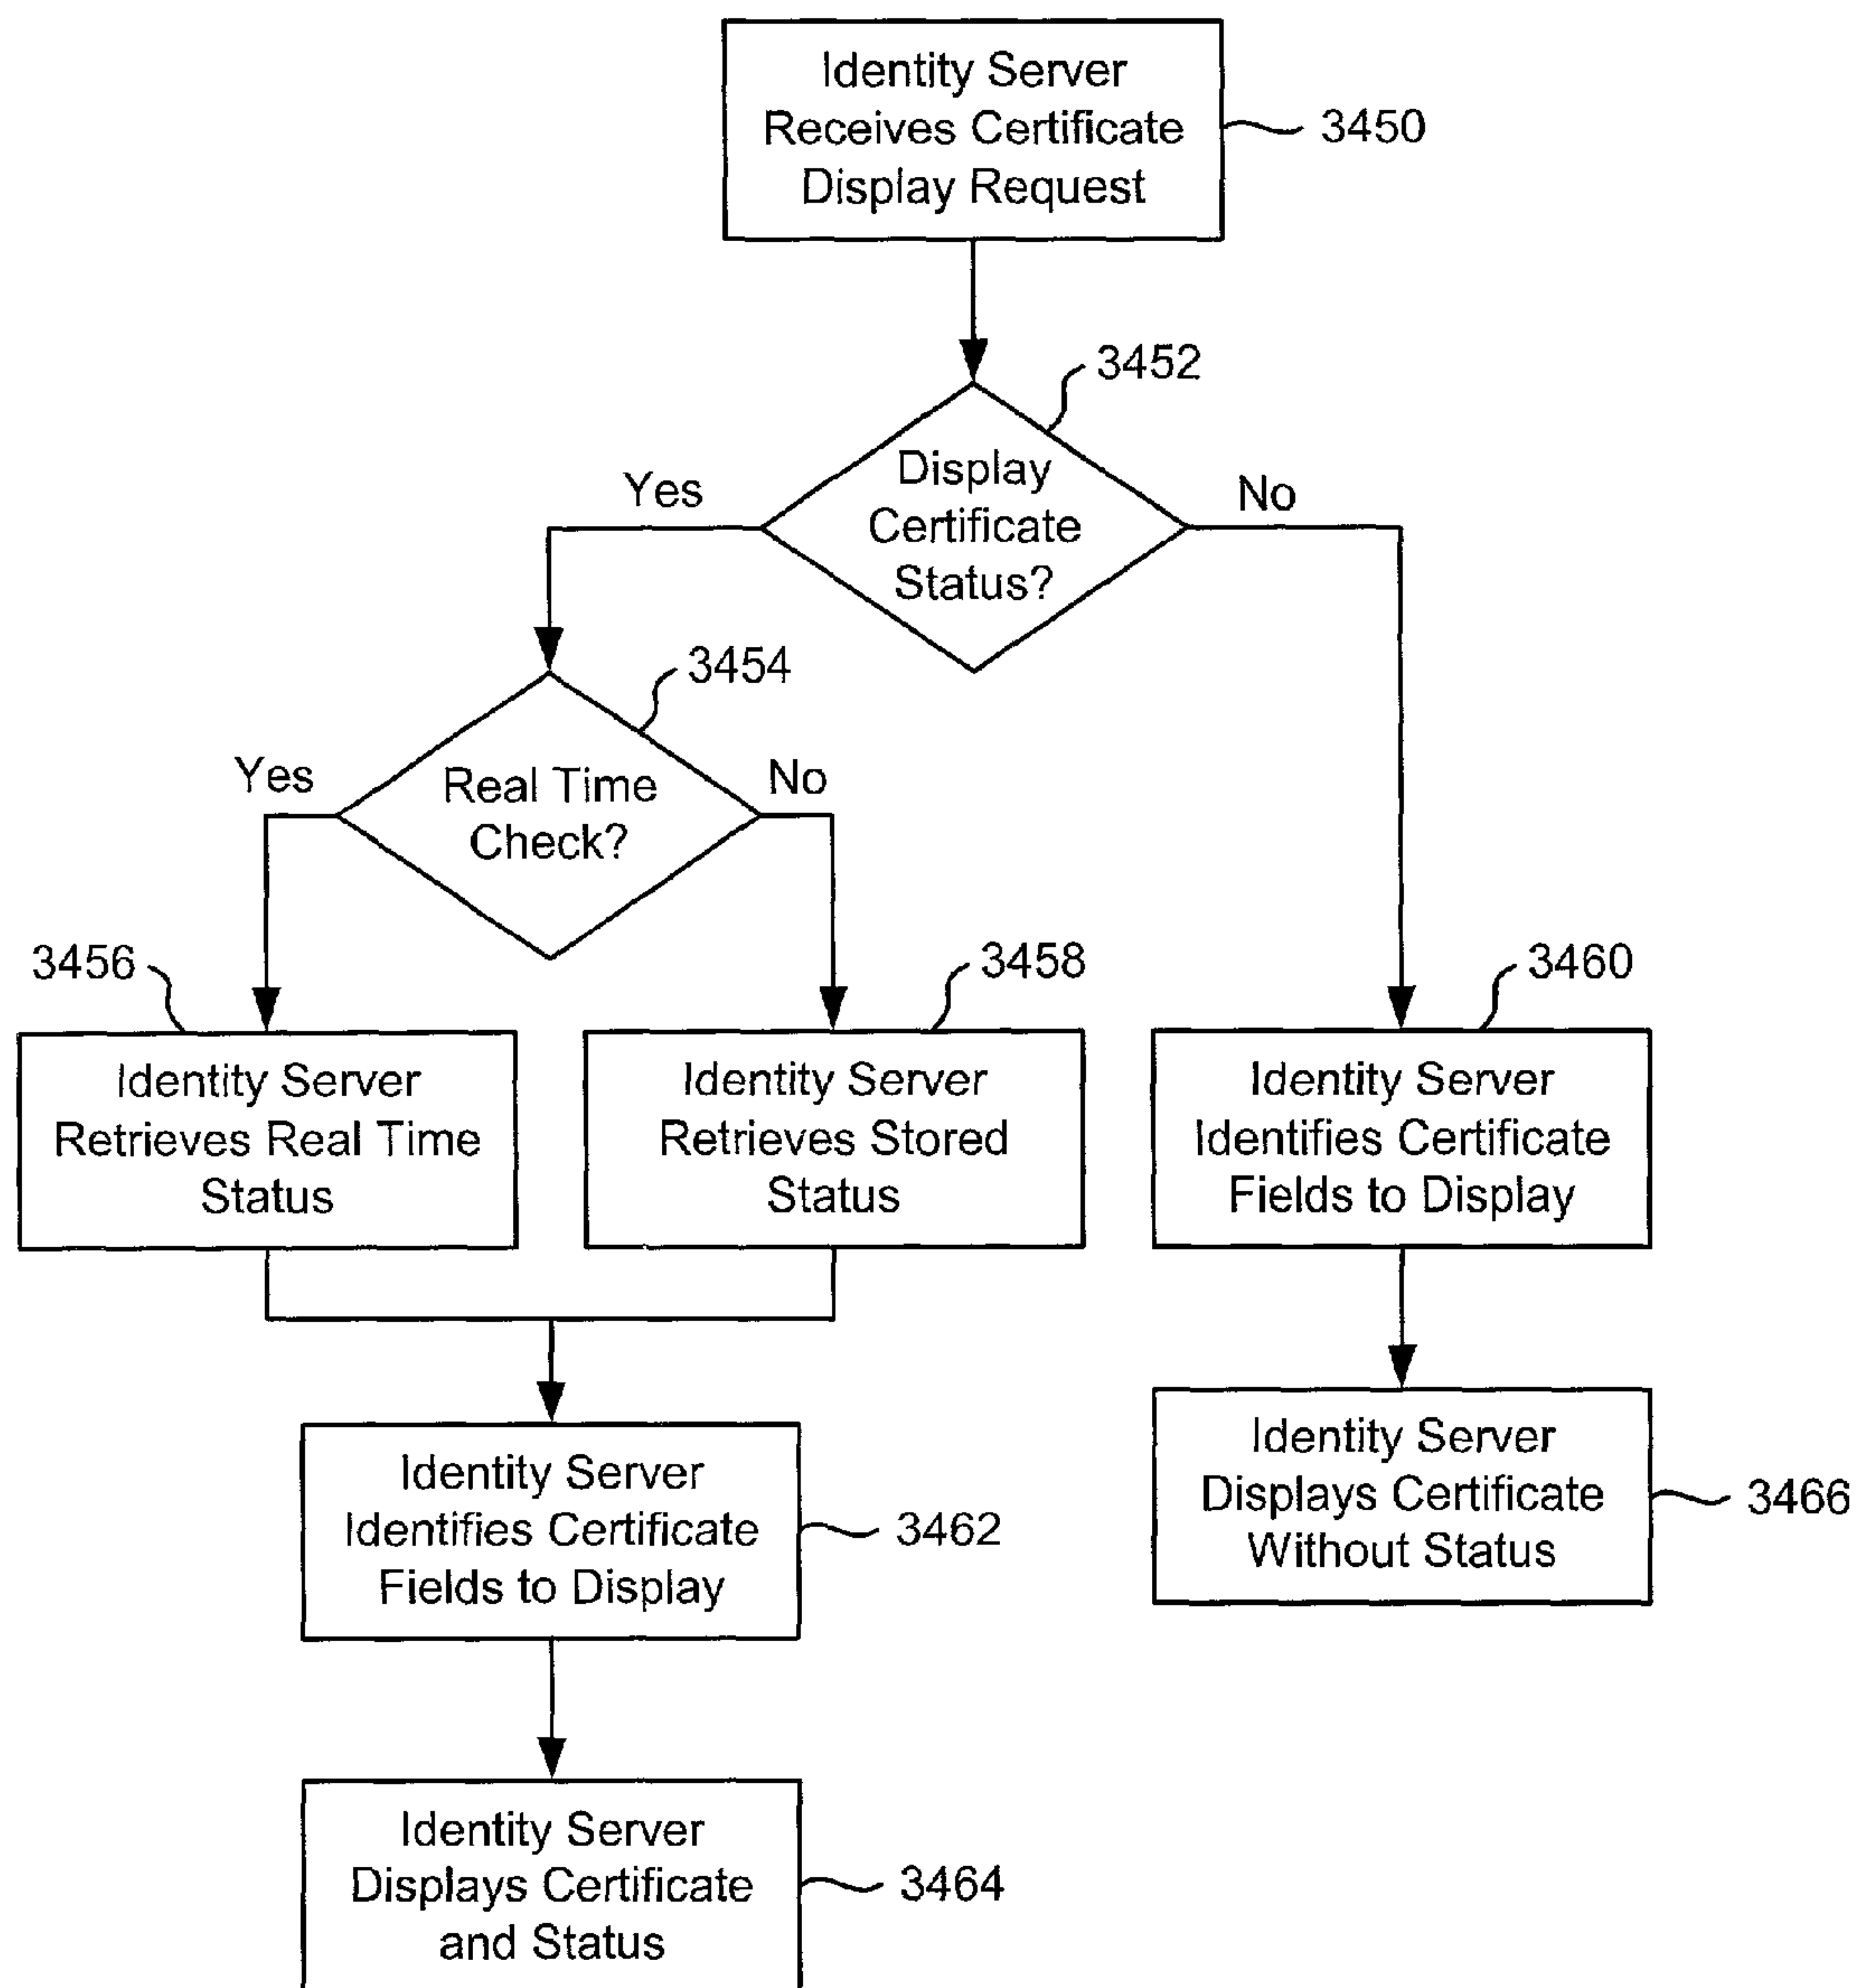 Identity Server
Receives Certificate
Display Request
3450
3452
Display
Certificate
Status?
Yes
No
3454
Real Time
Check?
Yes
No
3456
3458
3460
Identity Server
Retrieves Real Time
Status
Identity Server
Retrieves Stored
Status
Identity Server
Identifies Certificate
Fields to Display
Identity Server
Identifies Certificate
Fields to Display
3462
Identity Server
Displays Certificate
Without Status
3466
Identity Server
Displays Certificate
and Status
3464